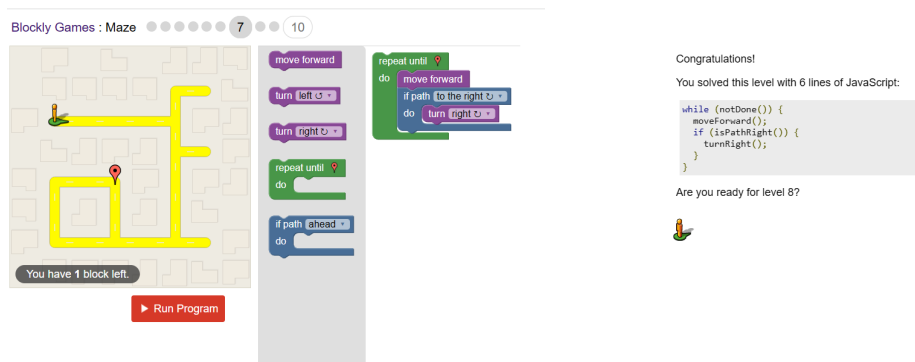 Blockly Games : Maze 7 10
move forward
turn left ↺ ▾
turn right ↻ ▾
repeat until
do
if path ahead ▾
do
repeat until
do move forward
if path to the right ↻ ▾
do turn right ↻ ▾
You have 1 block left.
Run Program
Congratulations!
You solved this level with 6 lines of JavaScript:
while (notDone()) {
moveForward();
if (isPathRight()) {
turnRight();
}
}
Are you ready for level 8?